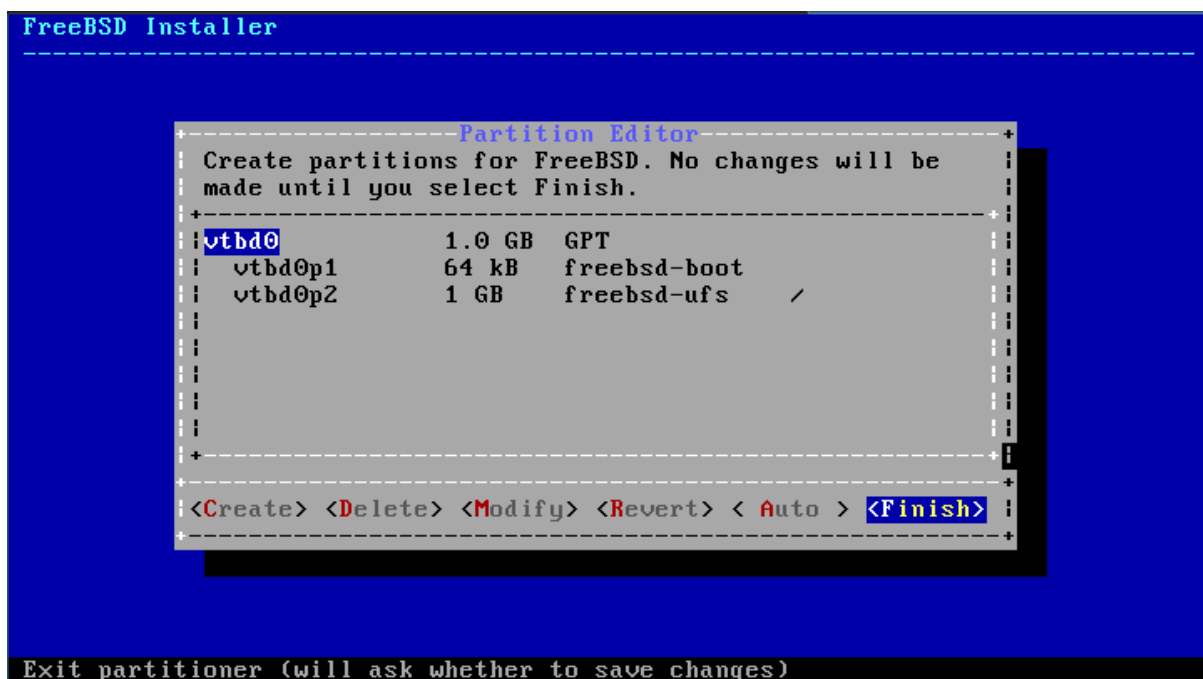 FreeBSD Installer
Partition Editor
Create partitions for FreeBSD. No changes will be
made until you select Finish.
vtbd0 1.0 GB GPT
vtbd0p1 64 kB freebsd-boot
vtbd0p2 1 GB freebsd-ufs /
<Create> <Delete> <Modify> <Revert> < Auto > <Finish>
Exit partitioner (will ask whether to save changes)